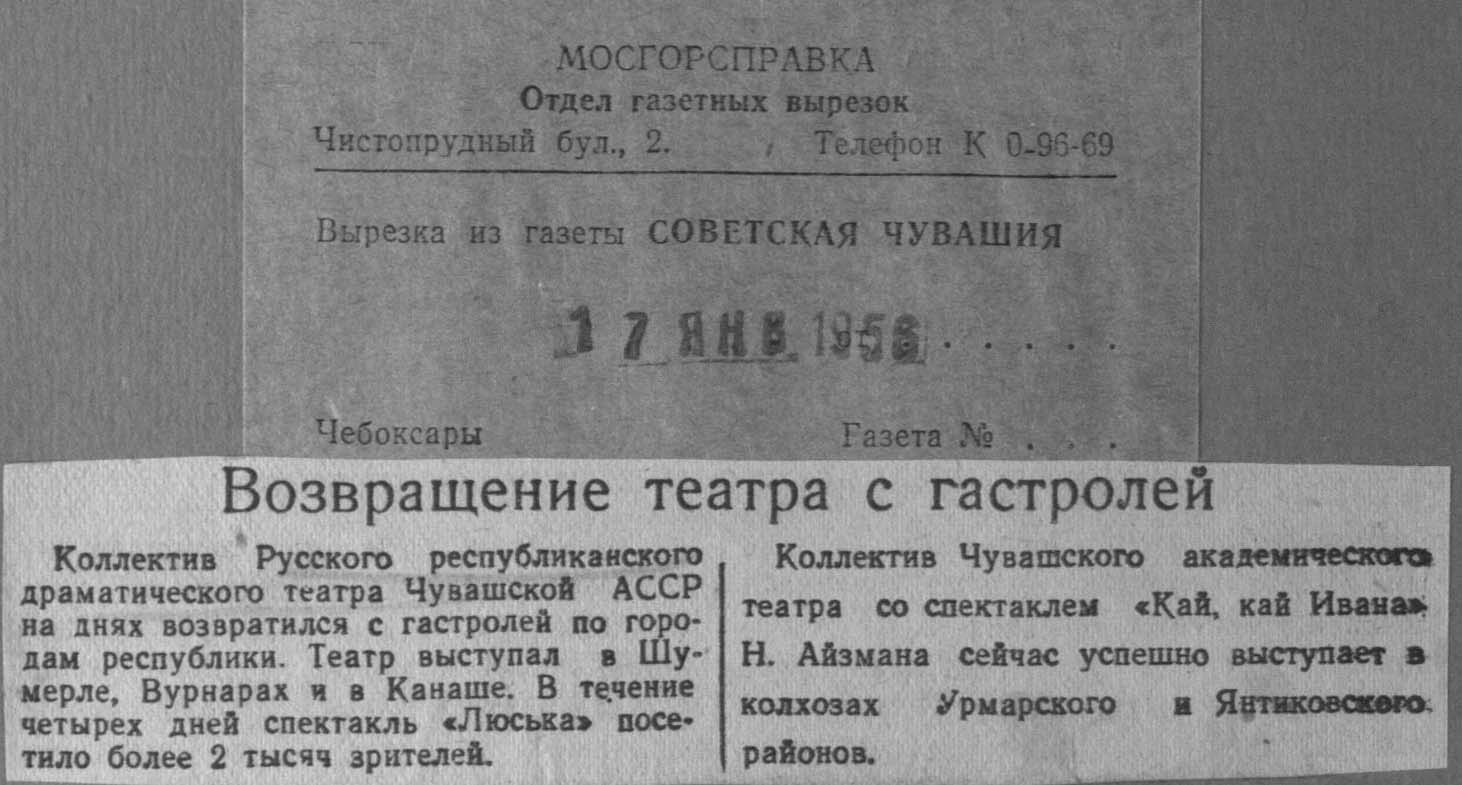 МОСГОРСПРАВКА
Отдел газетных вырезок
Чистопрудный бул., 2. Телефон К 0-96-69
Вырезка из газеты СОВЕТСКАЯ ЧУВАШИЯ
17 ЯНВ 1956 . . . . .
Чебоксары Газета № . . .
Возвращение театра с гастролей
Коллектив Русского республиканского
драматического театра Чувашской АССР
на днях возвратился с гастролей по горо-
дам республики. Театр выступал в Шу-
мерле, Вурнарах и в Канаше. В течение
четырех дней спектакль «Люська» посе-
тило более 2 тысяч зрителей.
Коллектив Чувашского академического
театра со спектаклем «Кай, кай Ивана»
Н. Айзмана сейчас успешно выступает в
колхозах Урмарского и Янтиковского
районов.